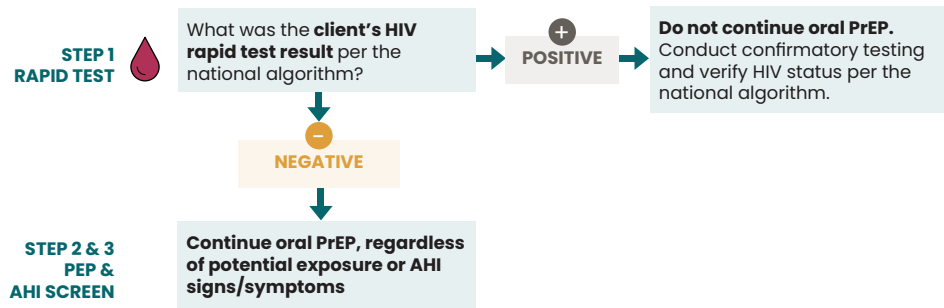 STEP 1
RAPID TEST
What was the client's HIV
rapid test result per the
national algorithm?
+
POSITIVE
Do not continue oral PrEP.
Conduct confirmatory testing
and verify HIV status per the
national algorithm.
–
NEGATIVE
STEP 2 & 3
PEP &
AHI SCREEN
Continue oral PrEP, regardless
of potential exposure or AHI
signs/symptoms